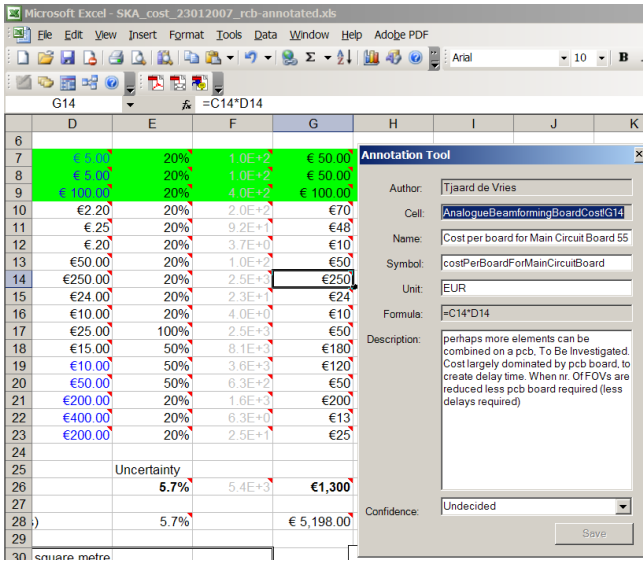 Microsoft Excel - SKA_cost_23012007_rcb-annotated.xls
File Edit View Insert Format Tools Data Window Help Adobe PDF
Arial 10 B
G14 fx =C14*D14
D E F G H I J K
6
7 € 5.00 20% 1.0E+2 € 50.00
8 € 5.00 20% 1.0E+2 € 50.00
9 € 100.00 20% 4.0E+2 € 100.00
10 €2.20 20% 2.0E+2 €70
11 €.25 20% 9.2E+1 €48
12 €.20 20% 3.7E+0 €10
13 €50.00 20% 1.0E+2 €50
14 €250.00 20% 2.5E+3 €250
15 €24.00 20% 2.3E+1 €24
16 €10.00 20% 4.0E+0 €10
17 €25.00 100% 2.5E+3 €50
18 €15.00 50% 8.1E+3 €180
19 €10.00 50% 3.6E+3 €120
20 €50.00 50% 6.3E+2 €50
21 €200.00 20% 1.6E+3 €200
22 €400.00 20% 6.3E+0 €13
23 €200.00 20% 2.5E+1 €25
24
25 Uncertainty
26 5.7% 5.4E+3 €1,300
27
28 ;) 5.7% € 5,198.00
29
30 square metre
Annotation Tool
Author: Tjaard de Vries
Cell: AnalogueBeamformingBoardCost!G14
Name: Cost per board for Main Circuit Board 55
Symbol: costPerBoardForMainCircuitBoard
Unit: EUR
Formula: =C14*D14
Description: perhaps more elements can be
combined on a pcb, To Be Investigated.
Cost largely dominated by pcb board, to
create delay time. When nr. Of FOVs are
reduced less pcb board required (less
delays required)
Confidence: Undecided
Save